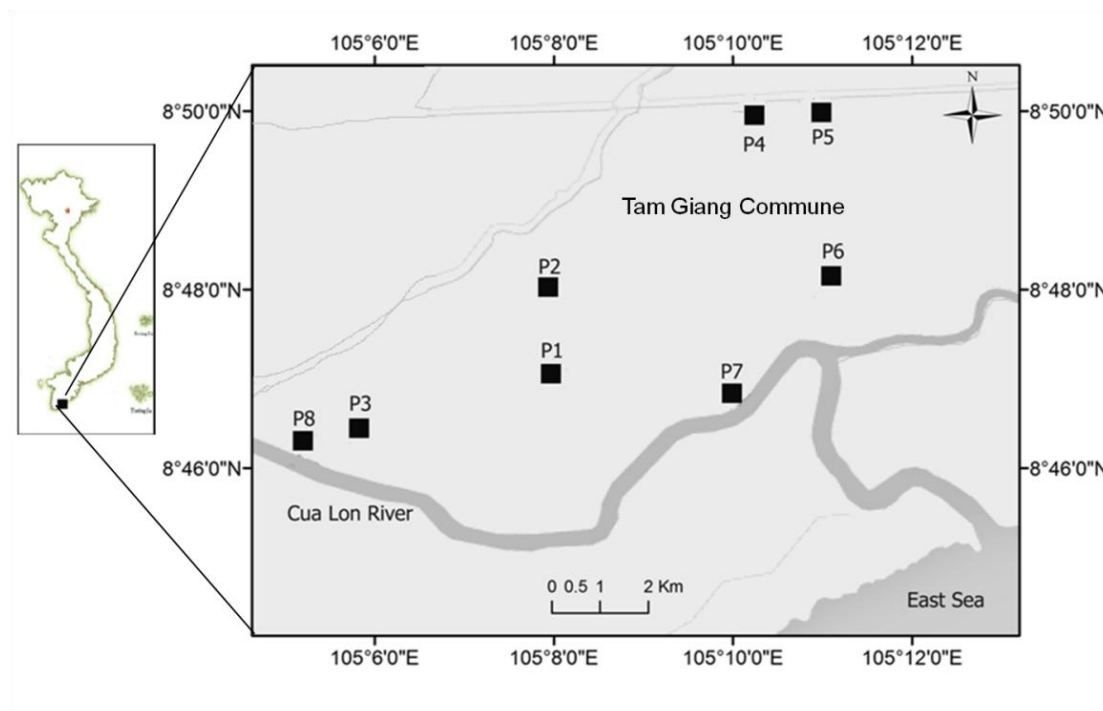 105°6'0"E 105°8'0"E 105°10'0"E 105°12'0"E
N
8°50'0"N 8°50'0"N
P4 P5
Tam Giang Commune
P6
P2
8°48'0"N 8°48'0"N
P1
P7
P3
P8
8°46'0"N 8°46'0"N
Cua Lon River
0 0.5 1 2 Km
East Sea
105°6'0"E 105°8'0"E 105°10'0"E 105°12'0"E